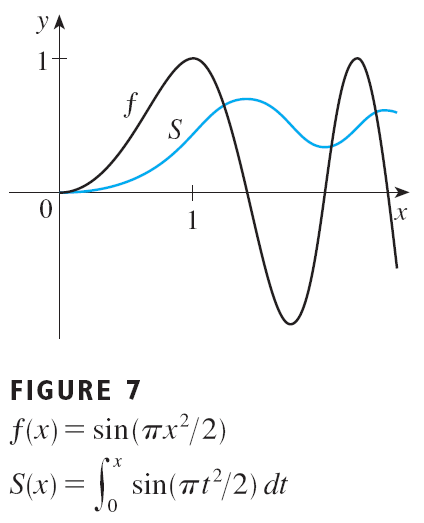 y
1
f
S
0
1
x
FIGURE 7
f(x) = sin(πx²/2)
S(x) = ∫₀ˣ sin(πt²/2) dt